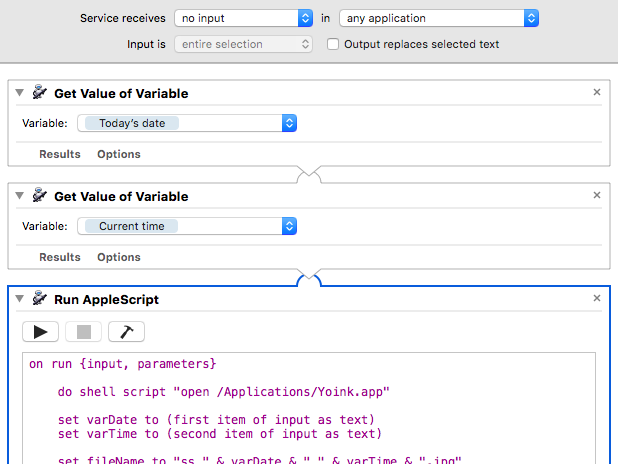 Service receives no input in any application
Input is entire selection Output replaces selected text
Get Value of Variable
Variable: Today's date
Results Options
Get Value of Variable
Variable: Current time
Results Options
Run AppleScript
on run {input, parameters}
do shell script "open /Applications/Yoink.app"
set varDate to (first item of input as text)
set varTime to (second item of input as text)
set fileName to "ss " & varDate & " " & varTime & ".jpg"